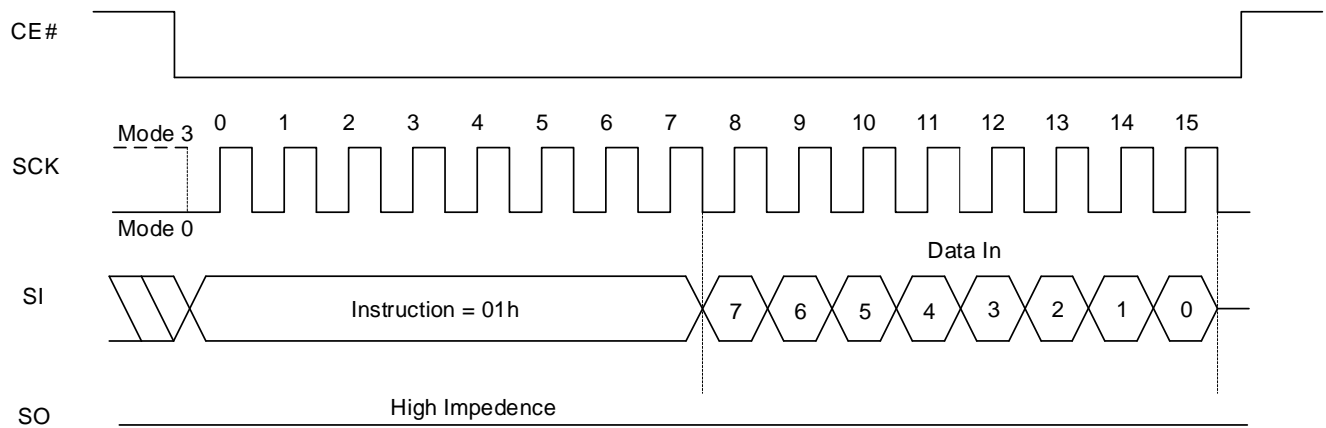 CE#
0 1 2 3 4 5 6 7 8 9 10 11 12 13 14 15
Mode 3
SCK
Mode 0
Data In
SI
Instruction = 01h
7 6 5 4 3 2 1 0
High Impedence
SO